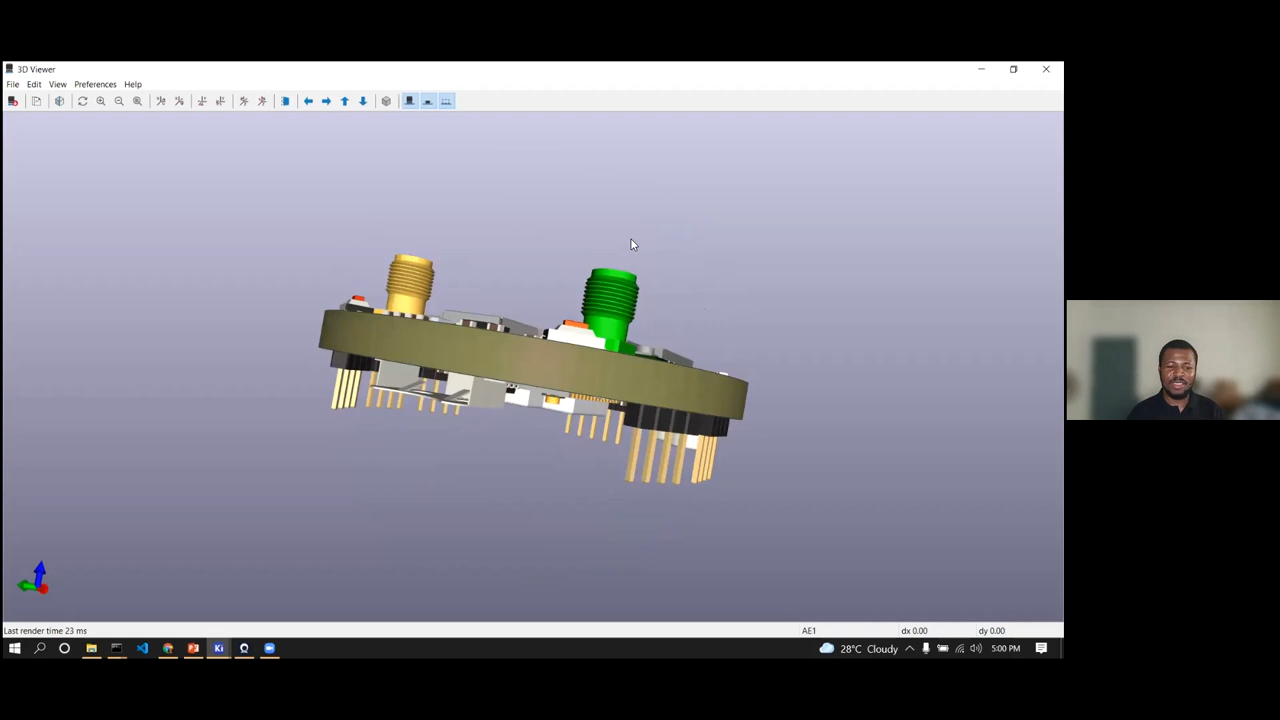 3D Viewer
File Edit View Preferences Help
Last render time 23 ms AE1 dx 0.00 dy 0.00
Ki 28°C Cloudy 5:00 PM